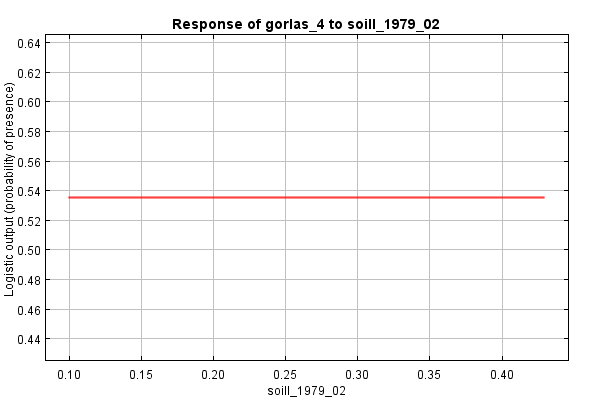 Response of gorlas_4 to soill_1979_02
Logistic output (probability of presence)
0.64
0.62
0.60
0.58
0.56
0.54
0.52
0.50
0.48
0.46
0.44
0.10 0.15 0.20 0.25 0.30 0.35 0.40
soill_1979_02